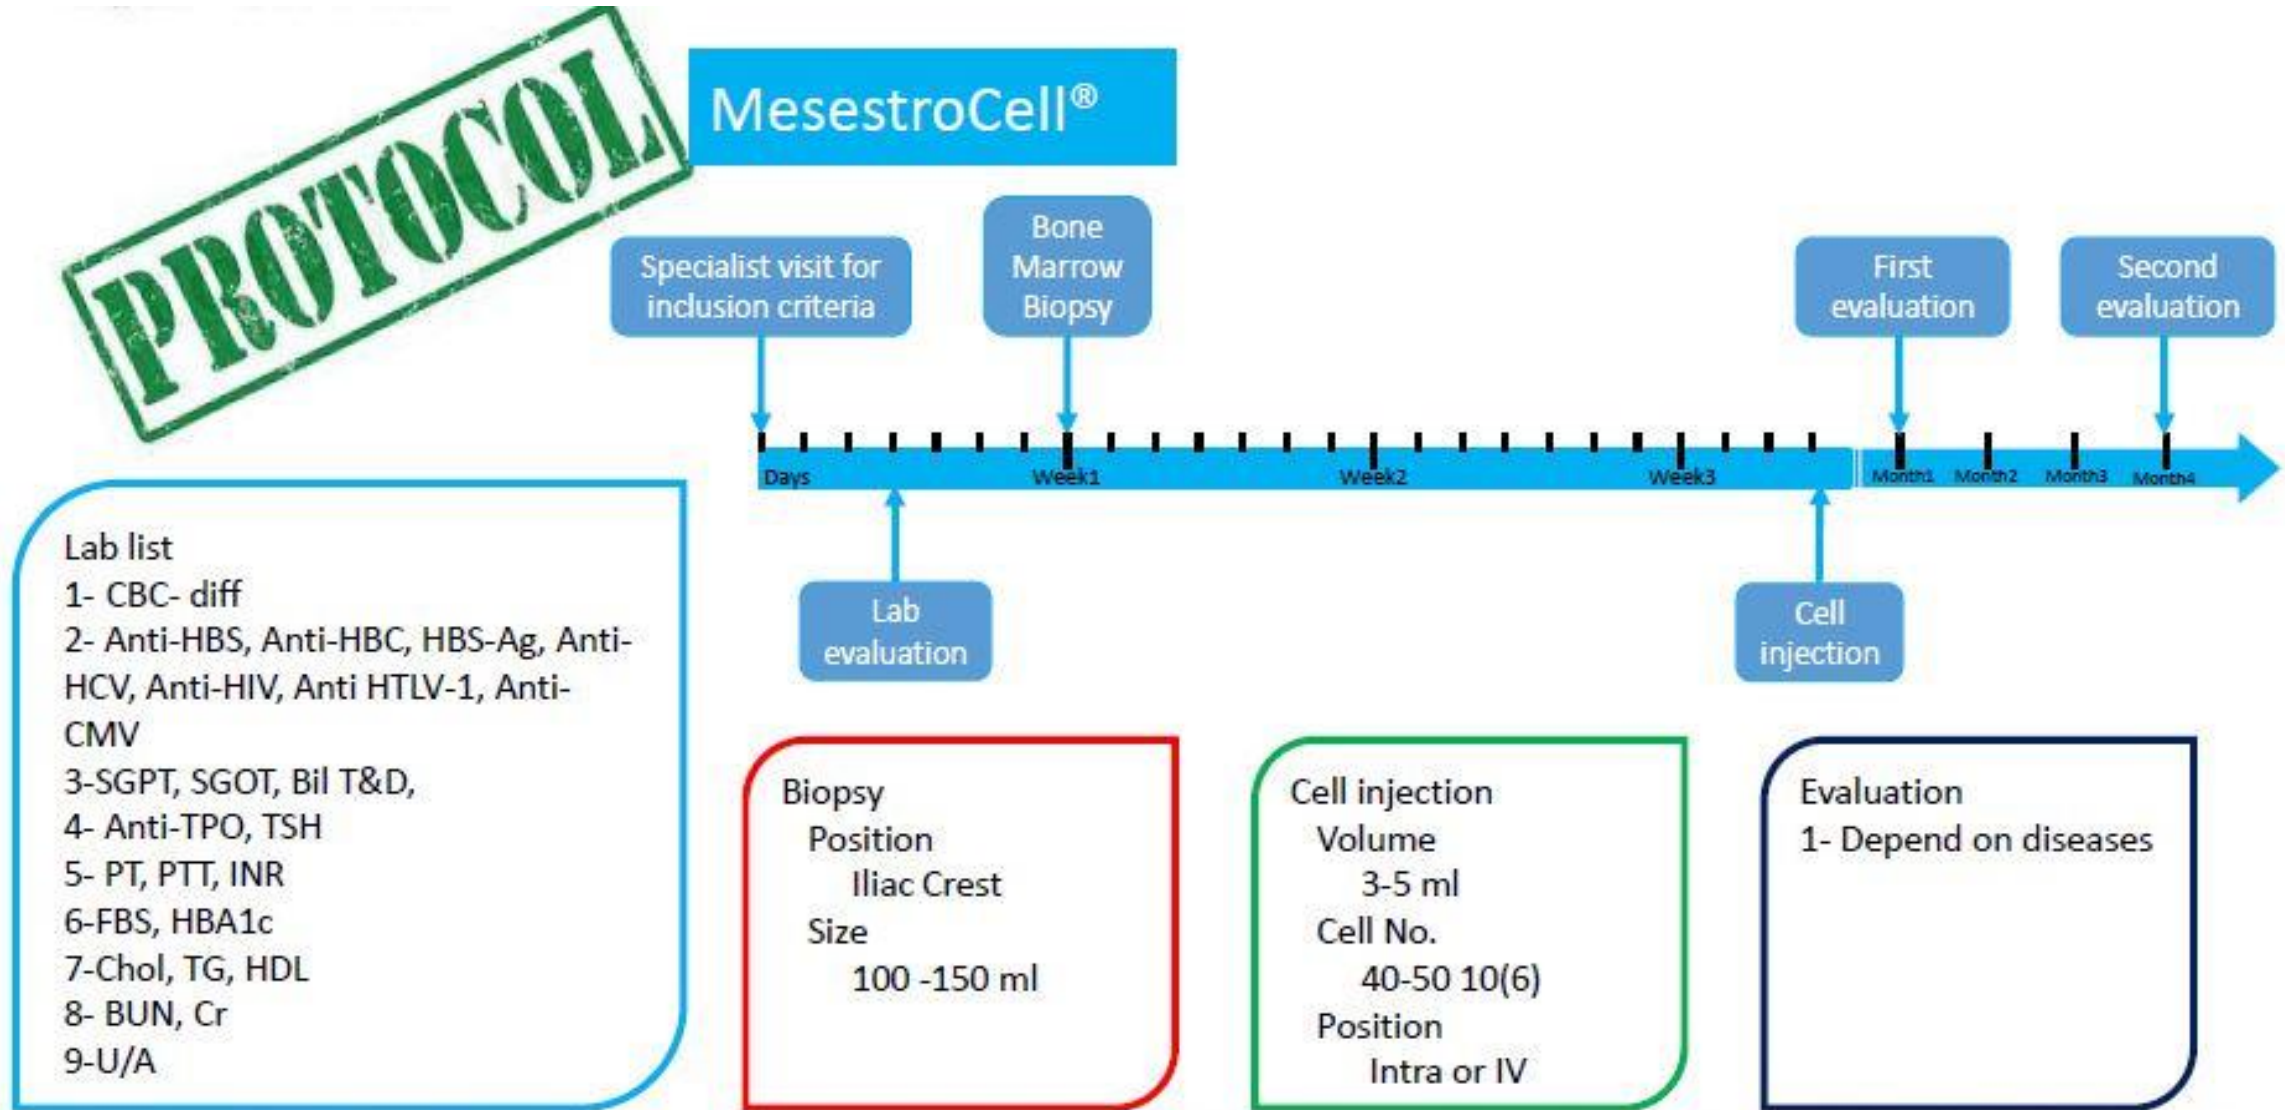 PROTOCOL
MesestroCell®
Specialist visit for
inclusion criteria
Bone
Marrow
Biopsy
First
evaluation
Second
evaluation
Days
Week1
Week2
Week3
Month1
Month2
Month3
Month4
Lab
evaluation
Cell
injection
Lab list
1- CBC- diff
2- Anti-HBS, Anti-HBC, HBS-Ag, Anti-
HCV, Anti-HIV, Anti HTLV-1, Anti-
CMV
3-SGPT, SGOT, Bil T&D,
4- Anti-TPO, TSH
5- PT, PTT, INR
6-FBS, HBA1c
7-Chol, TG, HDL
8- BUN, Cr
9-U/A
Biopsy
Position
Iliac Crest
Size
100 -150 ml
Cell injection
Volume
3-5 ml
Cell No.
40-50 10(6)
Position
Intra or IV
Evaluation
1- Depend on diseases